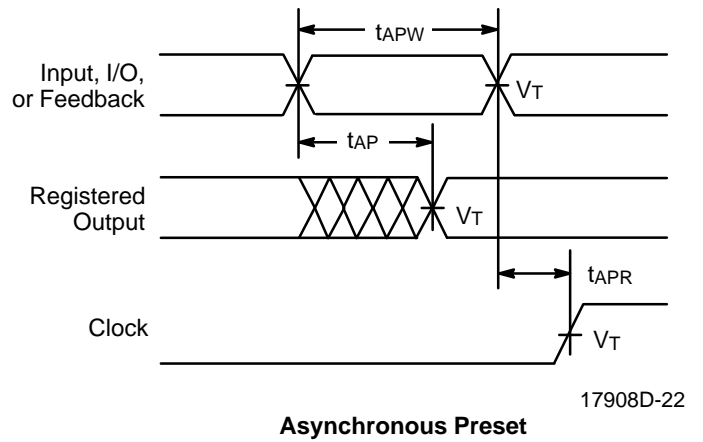 tAPW
Input, I/O,
or Feedback
VT
tAP
Registered
Output
VT
tAPR
Clock
VT
17908D-22
Asynchronous Preset